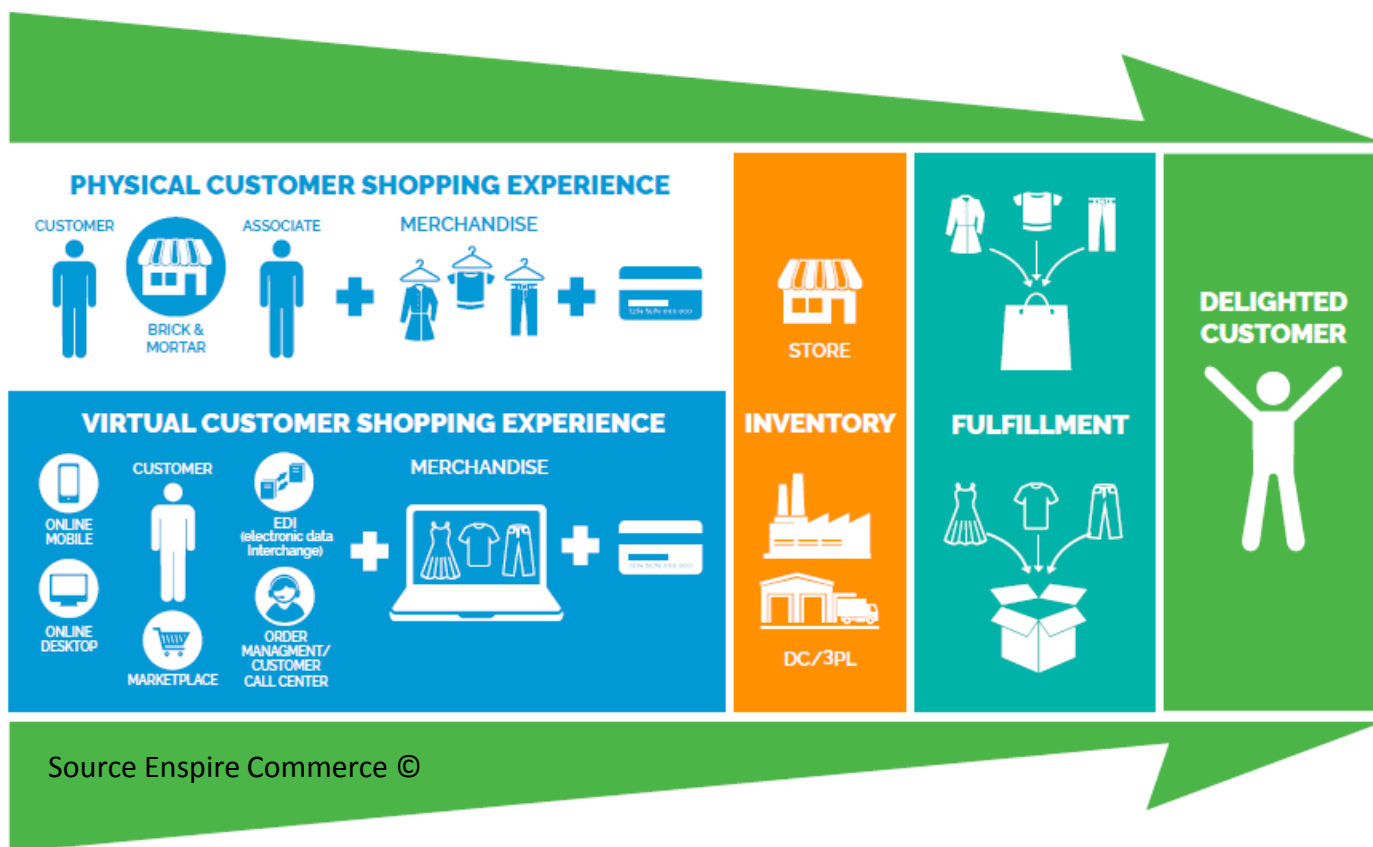 PHYSICAL CUSTOMER SHOPPING EXPERIENCE
CUSTOMER
BRICK &
MORTAR
ASSOCIATE
MERCHANDISE
VIRTUAL CUSTOMER SHOPPING EXPERIENCE
ONLINE
MOBILE
ONLINE
DESKTOP
CUSTOMER
MARKETPLACE
EDI
(electronic data
Interchange)
ORDER
MANAGMENT/
CUSTOMER
CALL CENTER
MERCHANDISE
STORE
INVENTORY
DC/3PL
FULFILLMENT
DELIGHTED
CUSTOMER
Source Enspire Commerce ©